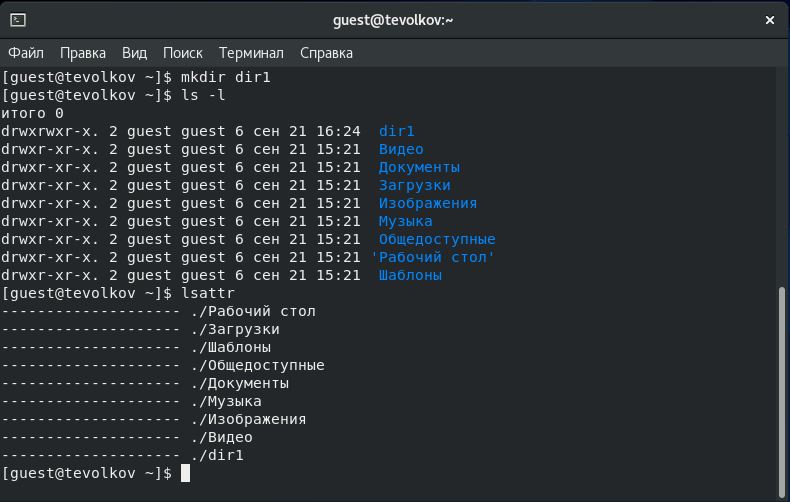 guest@tevolkov:~
Файл Правка Вид Поиск Терминал Справка
[guest@tevolkov ~]$ mkdir dir1
[guest@tevolkov ~]$ ls -l
итого 0
drwxrwxr-x. 2 guest guest 6 сен 21 16:24  dir1
drwxr-xr-x. 2 guest guest 6 сен 21 15:21  Видео
drwxr-xr-x. 2 guest guest 6 сен 21 15:21  Документы
drwxr-xr-x. 2 guest guest 6 сен 21 15:21  Загрузки
drwxr-xr-x. 2 guest guest 6 сен 21 15:21  Изображения
drwxr-xr-x. 2 guest guest 6 сен 21 15:21  Музыка
drwxr-xr-x. 2 guest guest 6 сен 21 15:21  Общедоступные
drwxr-xr-x. 2 guest guest 6 сен 21 15:21 'Рабочий стол'
drwxr-xr-x. 2 guest guest 6 сен 21 15:21  Шаблоны
[guest@tevolkov ~]$ lsattr
-------------------- ./Рабочий стол
-------------------- ./Загрузки
-------------------- ./Шаблоны
-------------------- ./Общедоступные
-------------------- ./Документы
-------------------- ./Музыка
-------------------- ./Изображения
-------------------- ./Видео
-------------------- ./dir1
[guest@tevolkov ~]$